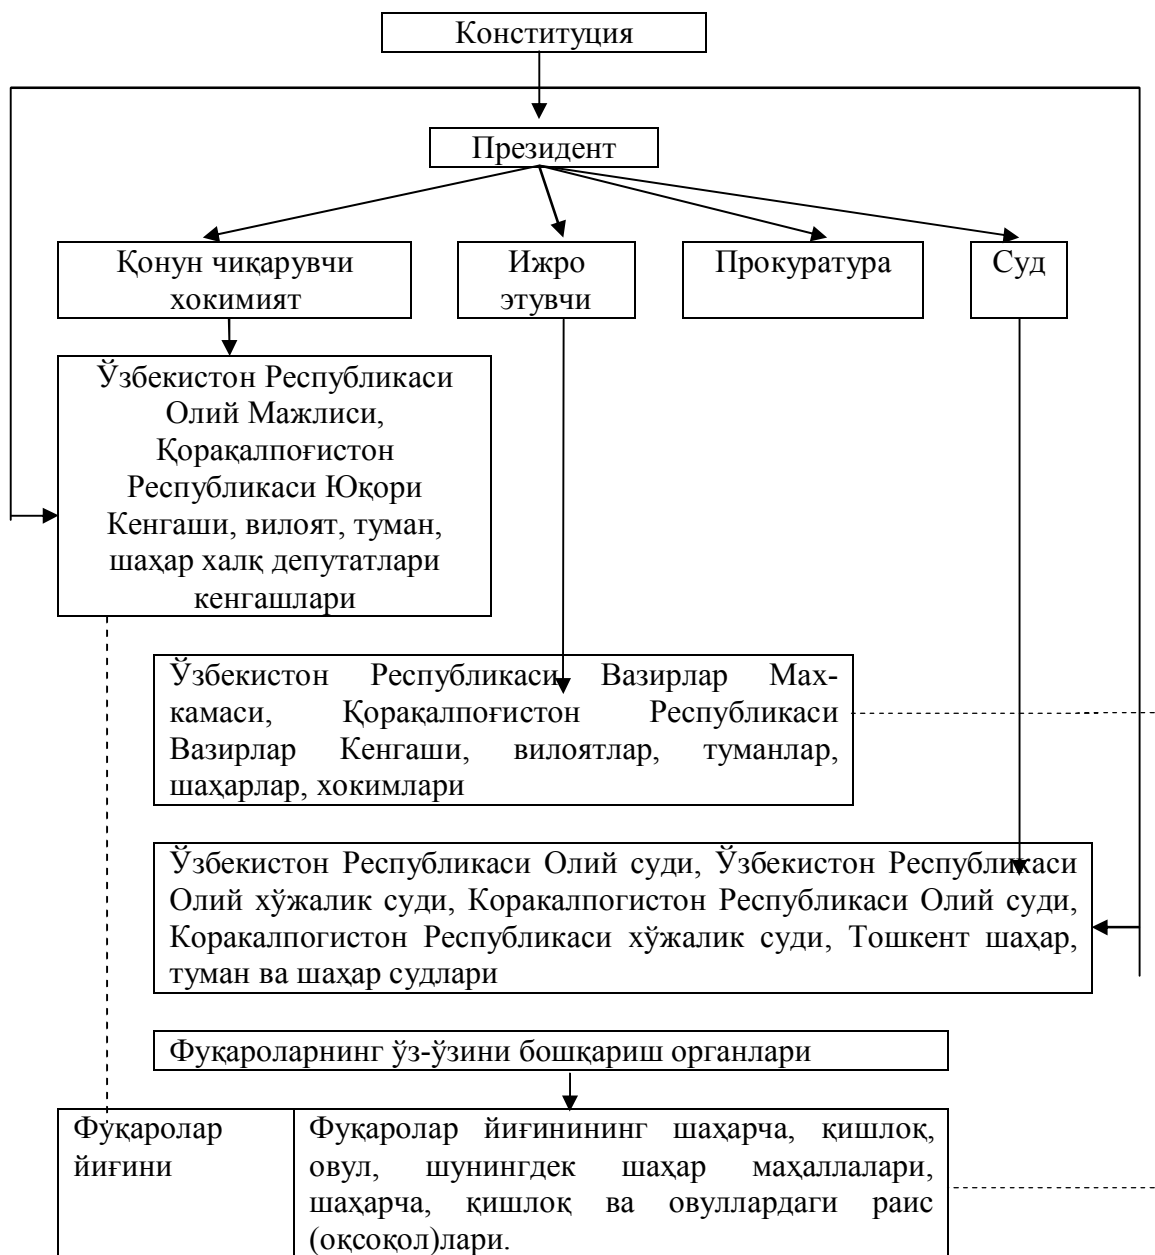 Конституция
Президент
Қонун чиқарувчи
хокимият
Ижро
этувчи
Прокуратура
Суд
Ўзбекистон Республикаси
Олий Мажлиси,
Қорақалпоғистон
Республикаси Юқори
Кенгаши, вилоят, туман,
шаҳар халқ депутатлари
кенгашлари
Ўзбекистон Республикаси Вазирлар Мах-
камаси, Қорақалпоғистон Республикаси
Вазирлар Кенгаши, вилоятлар, туманлар,
шаҳарлар, хокимлари
Ўзбекистон Республикаси Олий суди, Ўзбекистон Республикаси
Олий хўжалик суди, Коракалпогистон Республикаси Олий суди,
Коракалпогистон Республикаси хўжалик суди, Тошкент шаҳар,
туман ва шаҳар судлари
Фуқароларнинг ўз-ўзини бошқариш органлари
Фуқаролар
йиғини
Фуқаролар йиғинининг шаҳарча, қишлоқ,
овул, шунингдек шаҳар маҳаллалари,
шаҳарча, қишлоқ ва овуллардаги раис
(оқсоқол)лари.